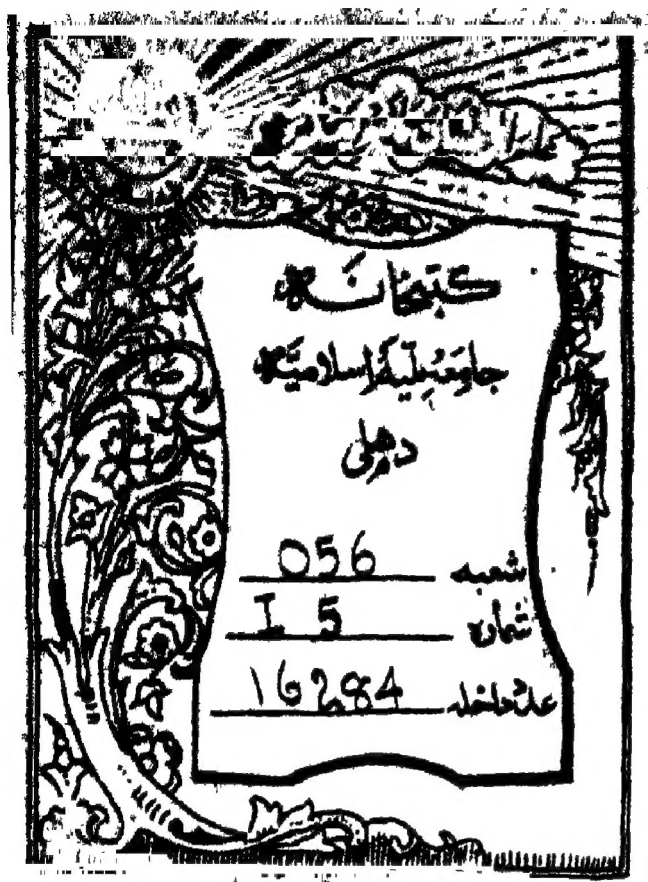 کتبخانہ
جامعہ ملیہ اسلامیہ
دہلی
شعبہ 056
شمارہ I 5
عدد داخلہ 16284